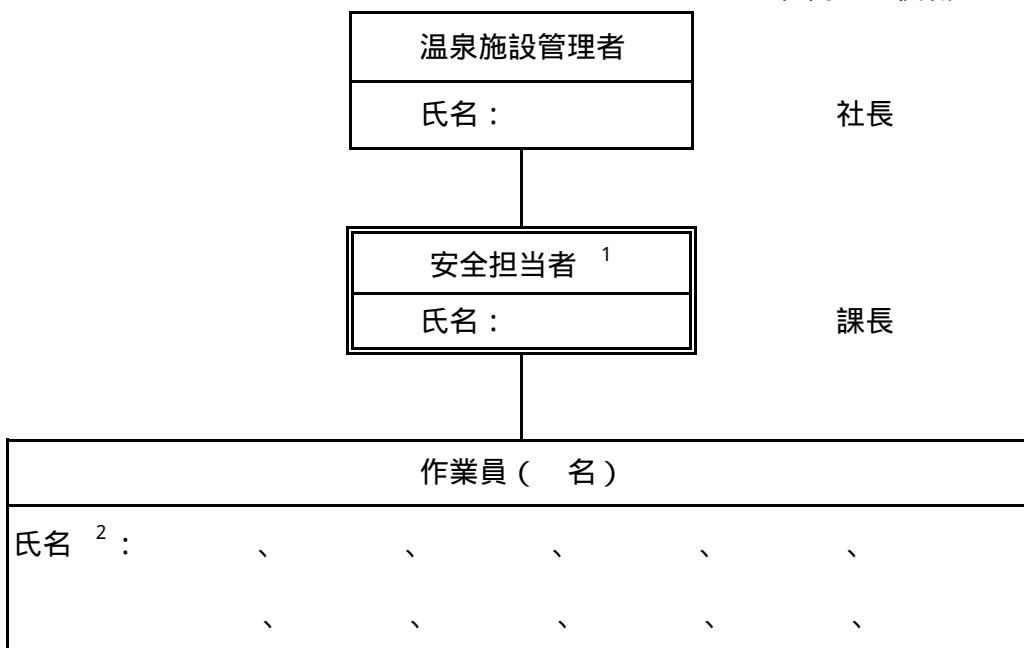 温泉施設管理者
氏名： 社長
安全担当者 1
氏名： 課長
作業員（ 名）
氏名 2： 、 、 、 、 、
、 、 、 、 、